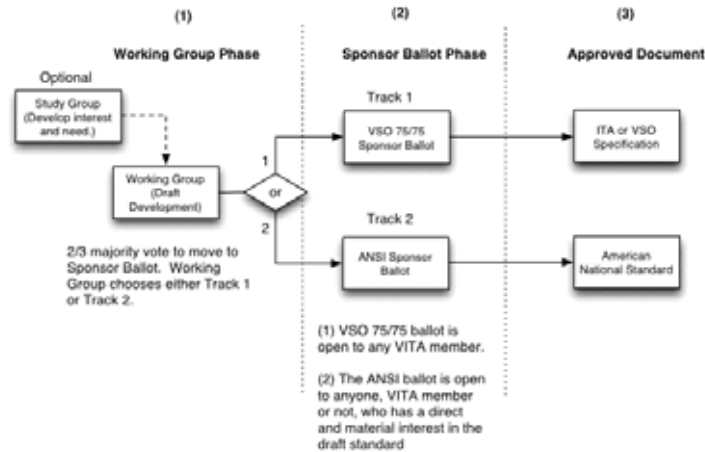 (1)
(2)
(3)
Working Group Phase
Sponsor Ballot Phase
Approved Document
Optional
Study Group
(Develop interest
and need.)
Track 1
VSO 75/75
Sponsor Ballot
ITA or VSO
Specification
Working Group
(Draft
Development)
1
or
2
Track 2
ANSI Sponsor
Ballot
American
National Standard
2/3 majority vote to move to
Sponsor Ballot. Working
Group chooses either Track 1
or Track 2.
(1) VSO 75/75 ballot is
open to any VITA member.
(2) The ANSI ballot is open
to anyone, VITA member
or not, who has a direct
and material interest in the
draft standard